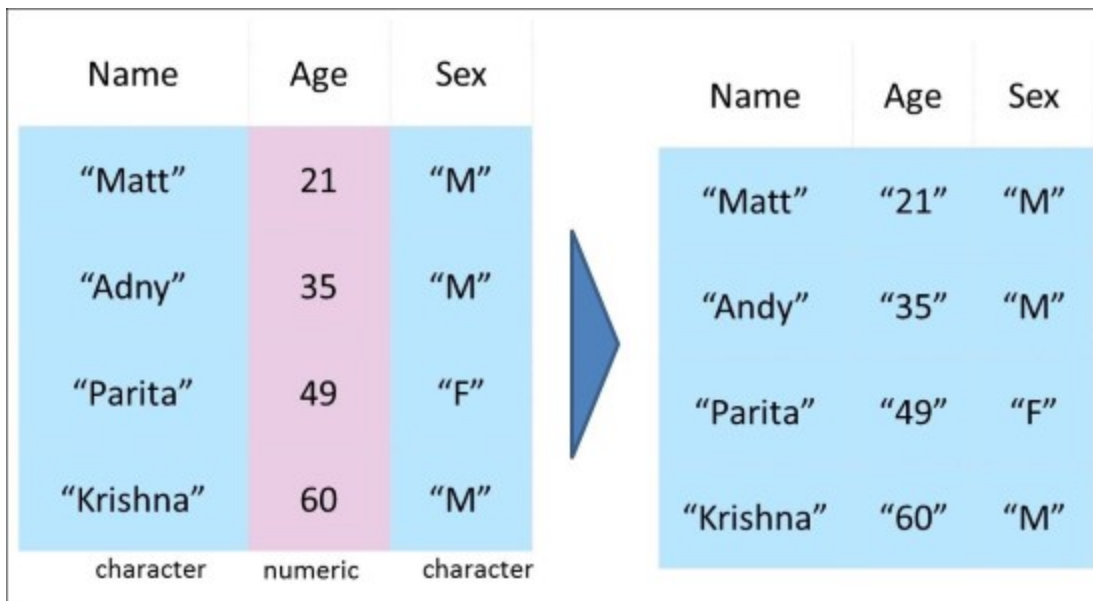 Name Age Sex
“Matt” 21 “M”
“Adny” 35 “M”
“Parita” 49 “F”
“Krishna” 60 “M”
character numeric character
Name Age Sex
“Matt” “21” “M”
“Andy” “35” “M”
“Parita” “49” “F”
“Krishna” “60” “M”